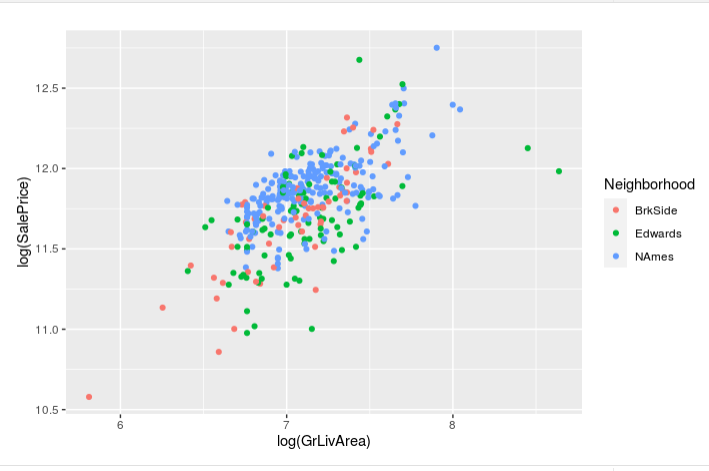 12.5
12.0
11.5
11.0
10.5
log(SalePrice)
6 7 8
log(GrLivArea)
Neighborhood
BrkSide
Edwards
NAmes